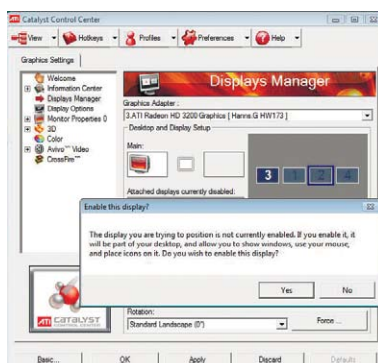 ATI Catalyst Control Center
View Hotkeys Profiles Preferences Help
Graphics Settings
Welcome
Information Center
Displays Manager
Display Options
Monitor Properties 0
3D
Color
Avivo™ Video
CrossFire™
Displays Manager
Graphics Adapter:
3.ATI Radeon HD 3200 Graphics [ Hanns.G HW173 ]
Desktop and Display Setup
Main:
3 1 2 4
Attached displays currently disabled:
Enable this display?
The display you are trying to position is not currently enabled. If you enable it, it
will be part of your desktop, and allow you to show windows, use your mouse,
and place icons on it. Do you wish to enable this display?
Yes No
ATI CATALYST
CONTROL CENTER
Rotation:
Standard Landscape (0°)
Force ...
Basic... OK Apply Discard Defaults